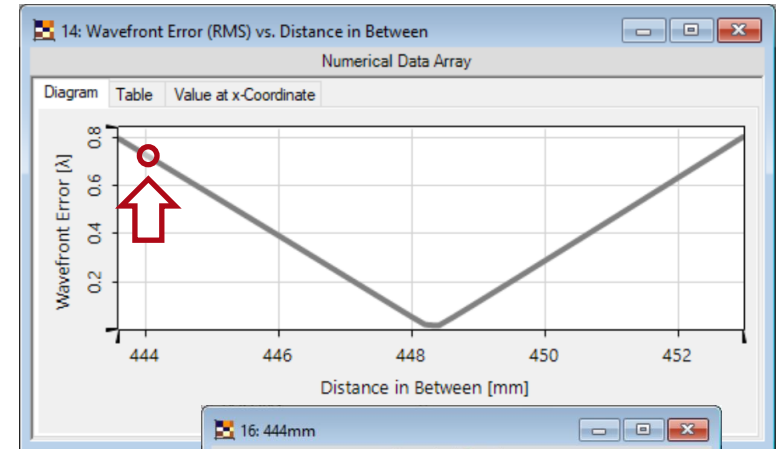 14: Wavefront Error (RMS) vs. Distance in Between
Numerical Data Array
Diagram Table Value at x-Coordinate
Wavefront Error [λ]
0.8
0.6
0.4
0.2
444 446 448 450 452
Distance in Between [mm]
16: 444mm